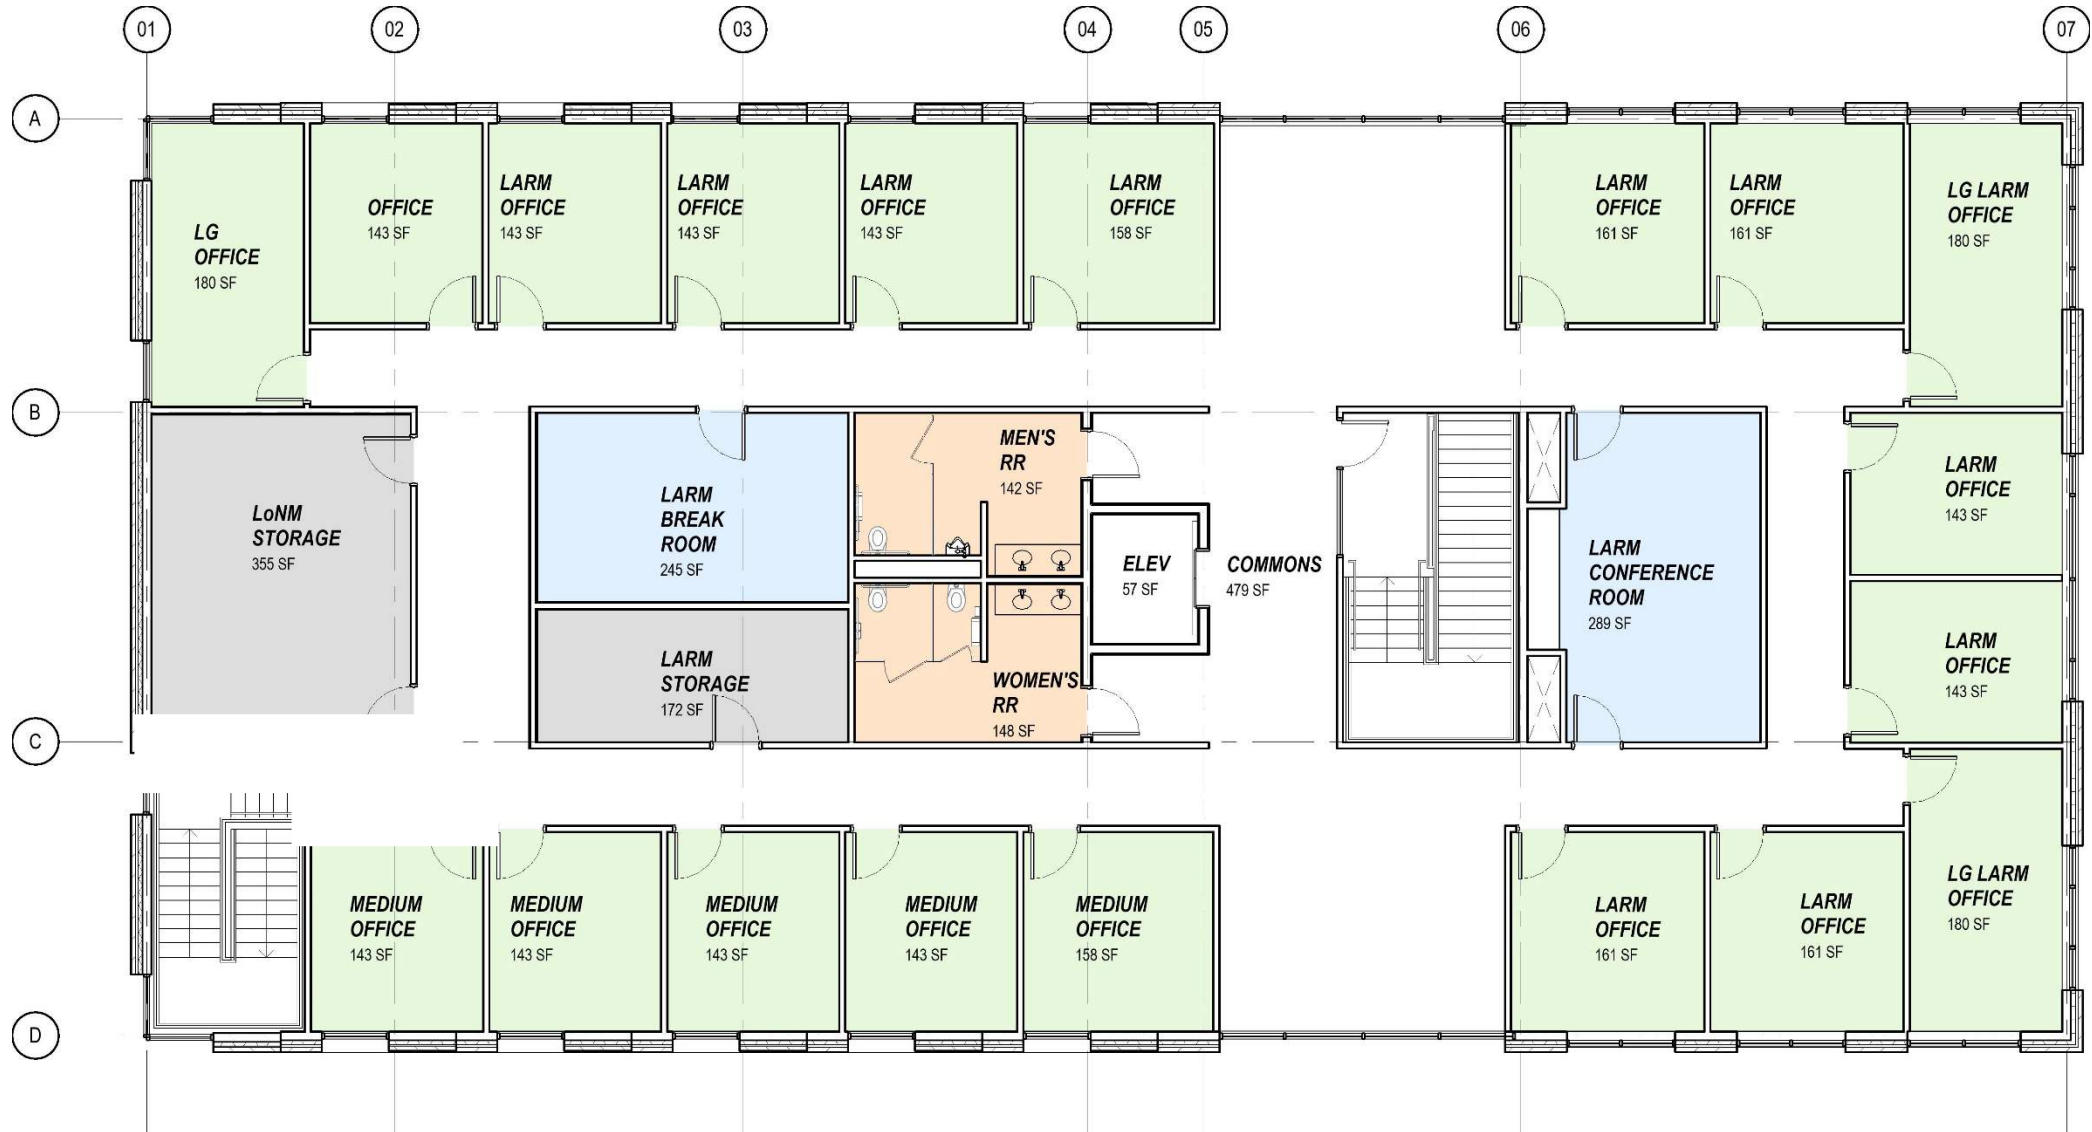 01
02
03
04
05
06
07
A
LG
OFFICE
180 SF
OFFICE
143 SF
LARM
OFFICE
143 SF
LARM
OFFICE
143 SF
LARM
OFFICE
143 SF
LARM
OFFICE
158 SF
LARM
OFFICE
161 SF
LARM
OFFICE
161 SF
LG LARM
OFFICE
180 SF
B
LoNM
STORAGE
355 SF
LARM
BREAK
ROOM
245 SF
MEN'S
RR
142 SF
ELEV
57 SF
COMMONS
479 SF
LARM
CONFERENCE
ROOM
289 SF
LARM
OFFICE
143 SF
LARM
STORAGE
172 SF
WOMEN'S
RR
148 SF
LARM
OFFICE
143 SF
C
MEDIUM
OFFICE
143 SF
MEDIUM
OFFICE
143 SF
MEDIUM
OFFICE
143 SF
MEDIUM
OFFICE
143 SF
MEDIUM
OFFICE
158 SF
LARM
OFFICE
161 SF
LARM
OFFICE
161 SF
LG LARM
OFFICE
180 SF
D